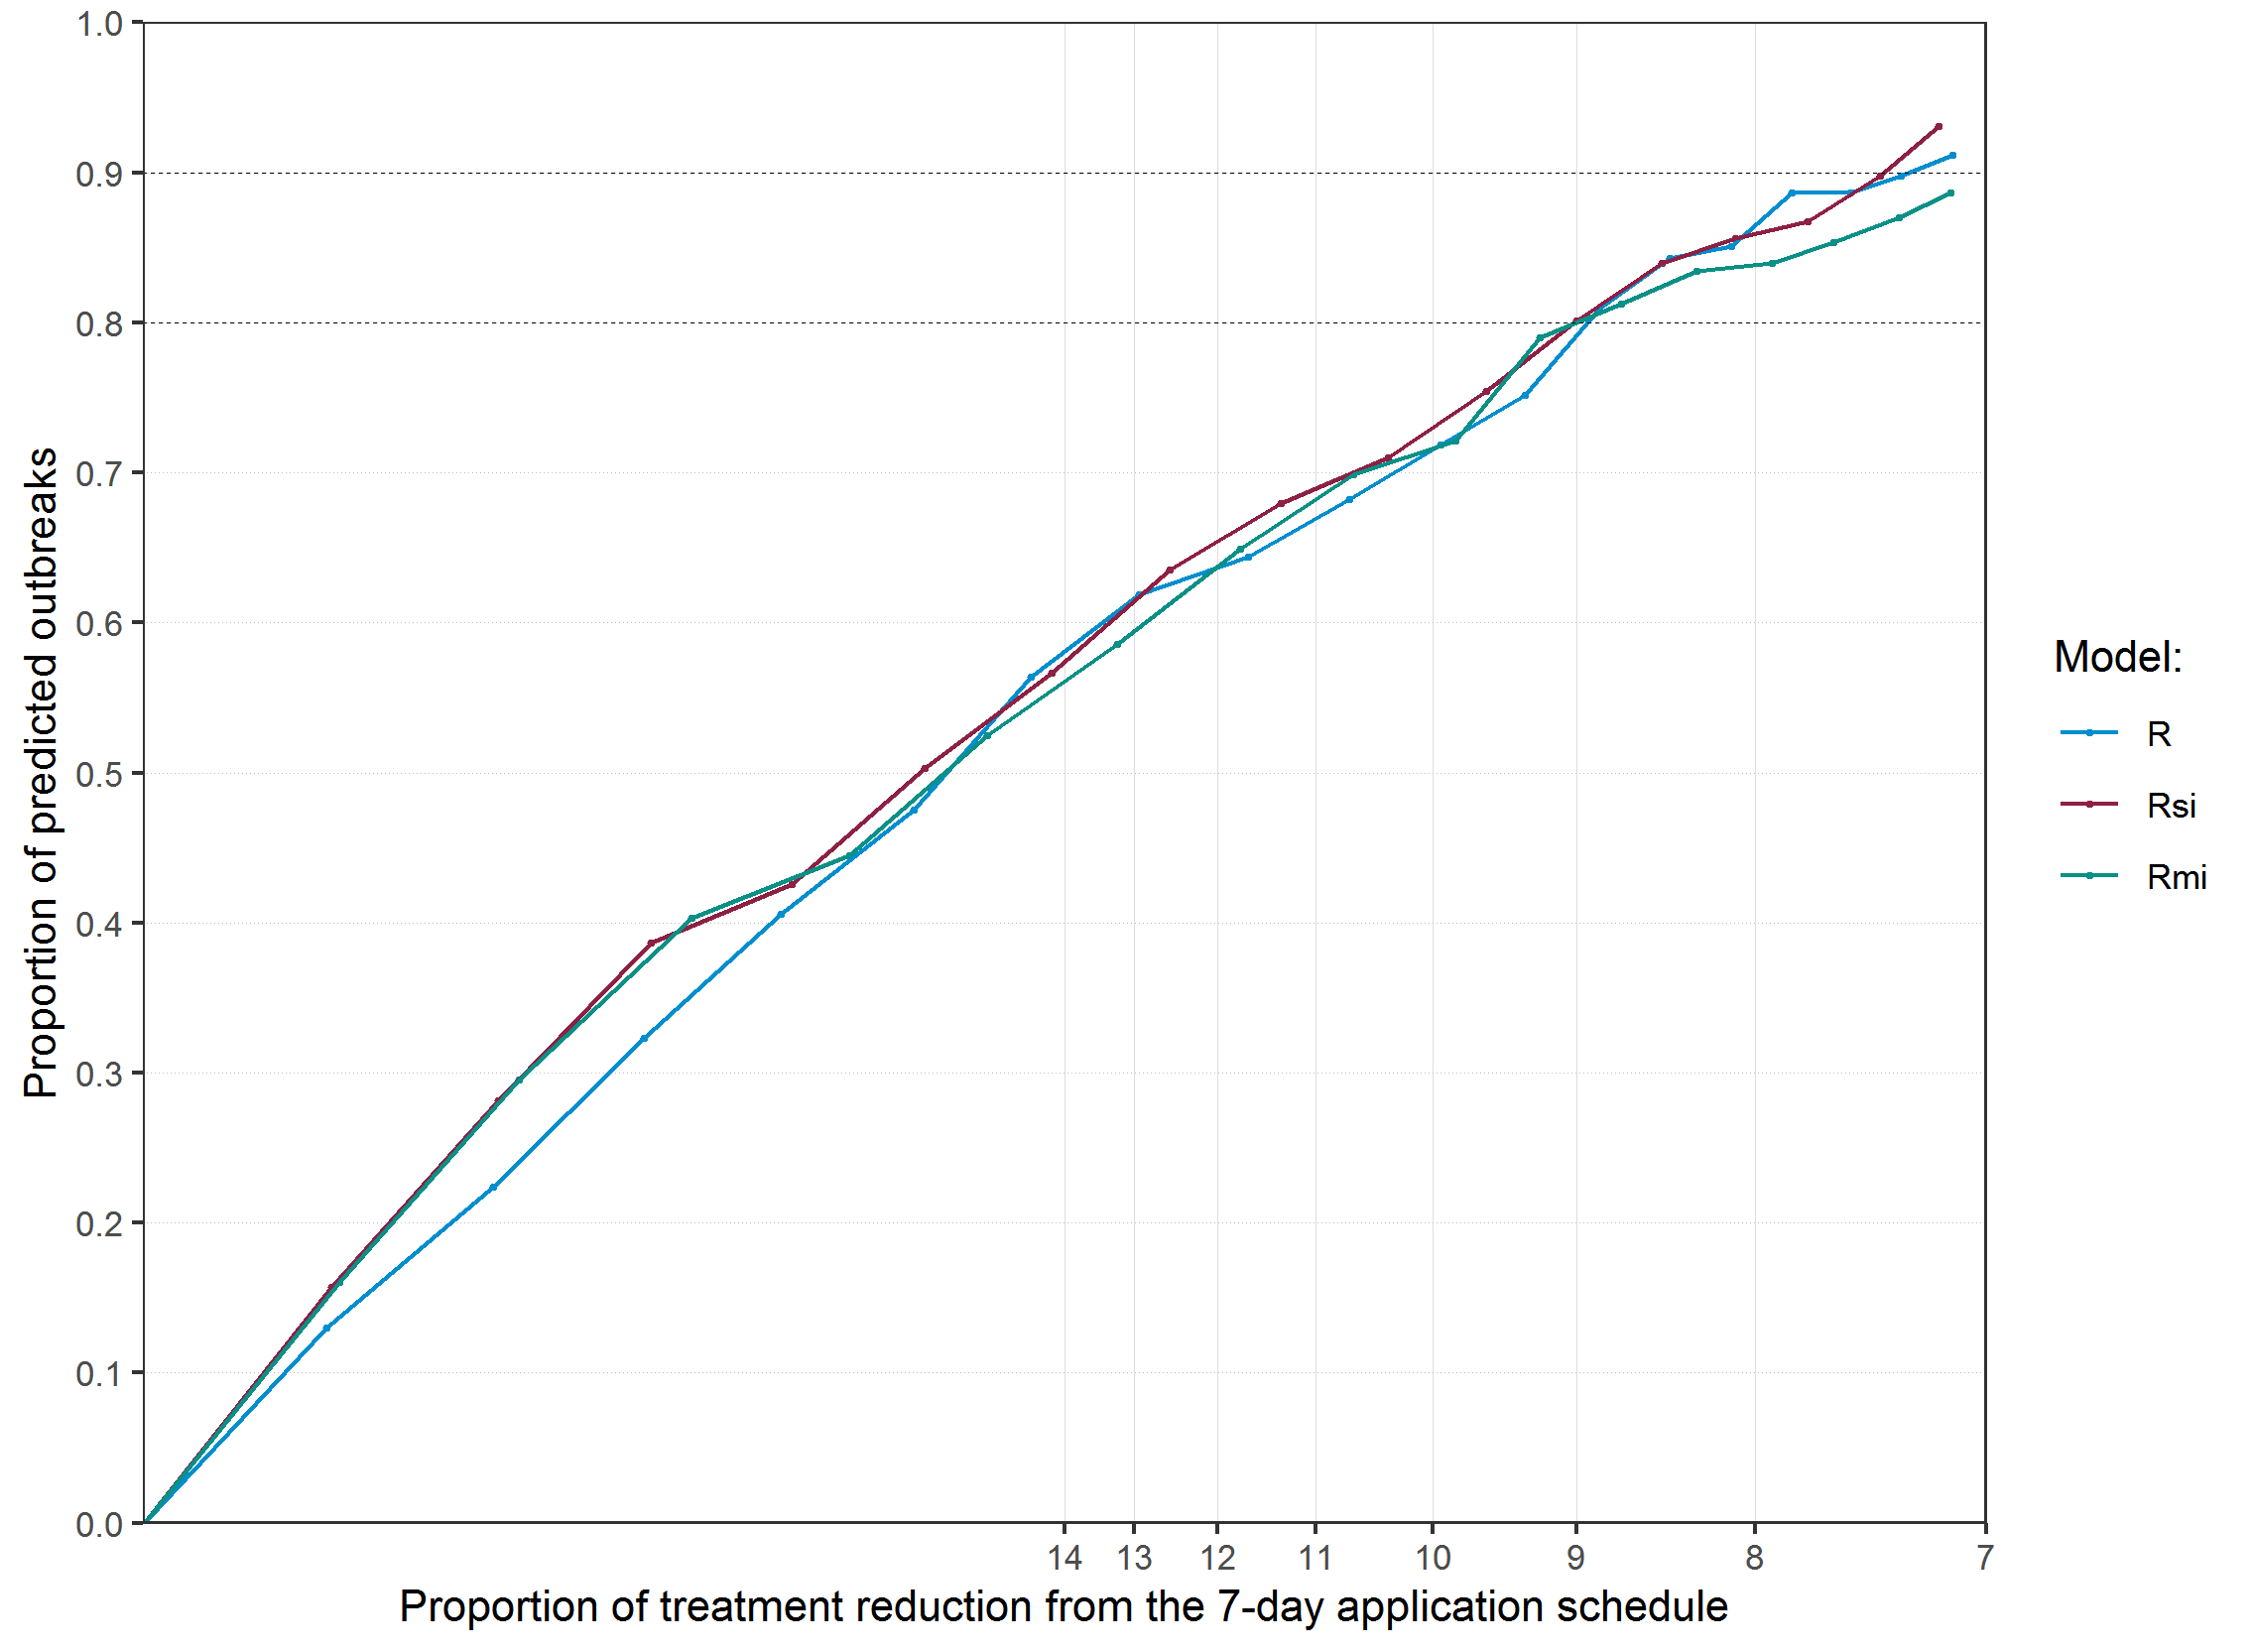 1.0
0.9
0.8
0.7
0.6
0.5
0.4
0.3
0.2
0.1
0.0
Proportion of predicted outbreaks
14 13 12 11 10 9 8 7
Proportion of treatment reduction from the 7-day application schedule
Model:
R
Rsi
Rmi